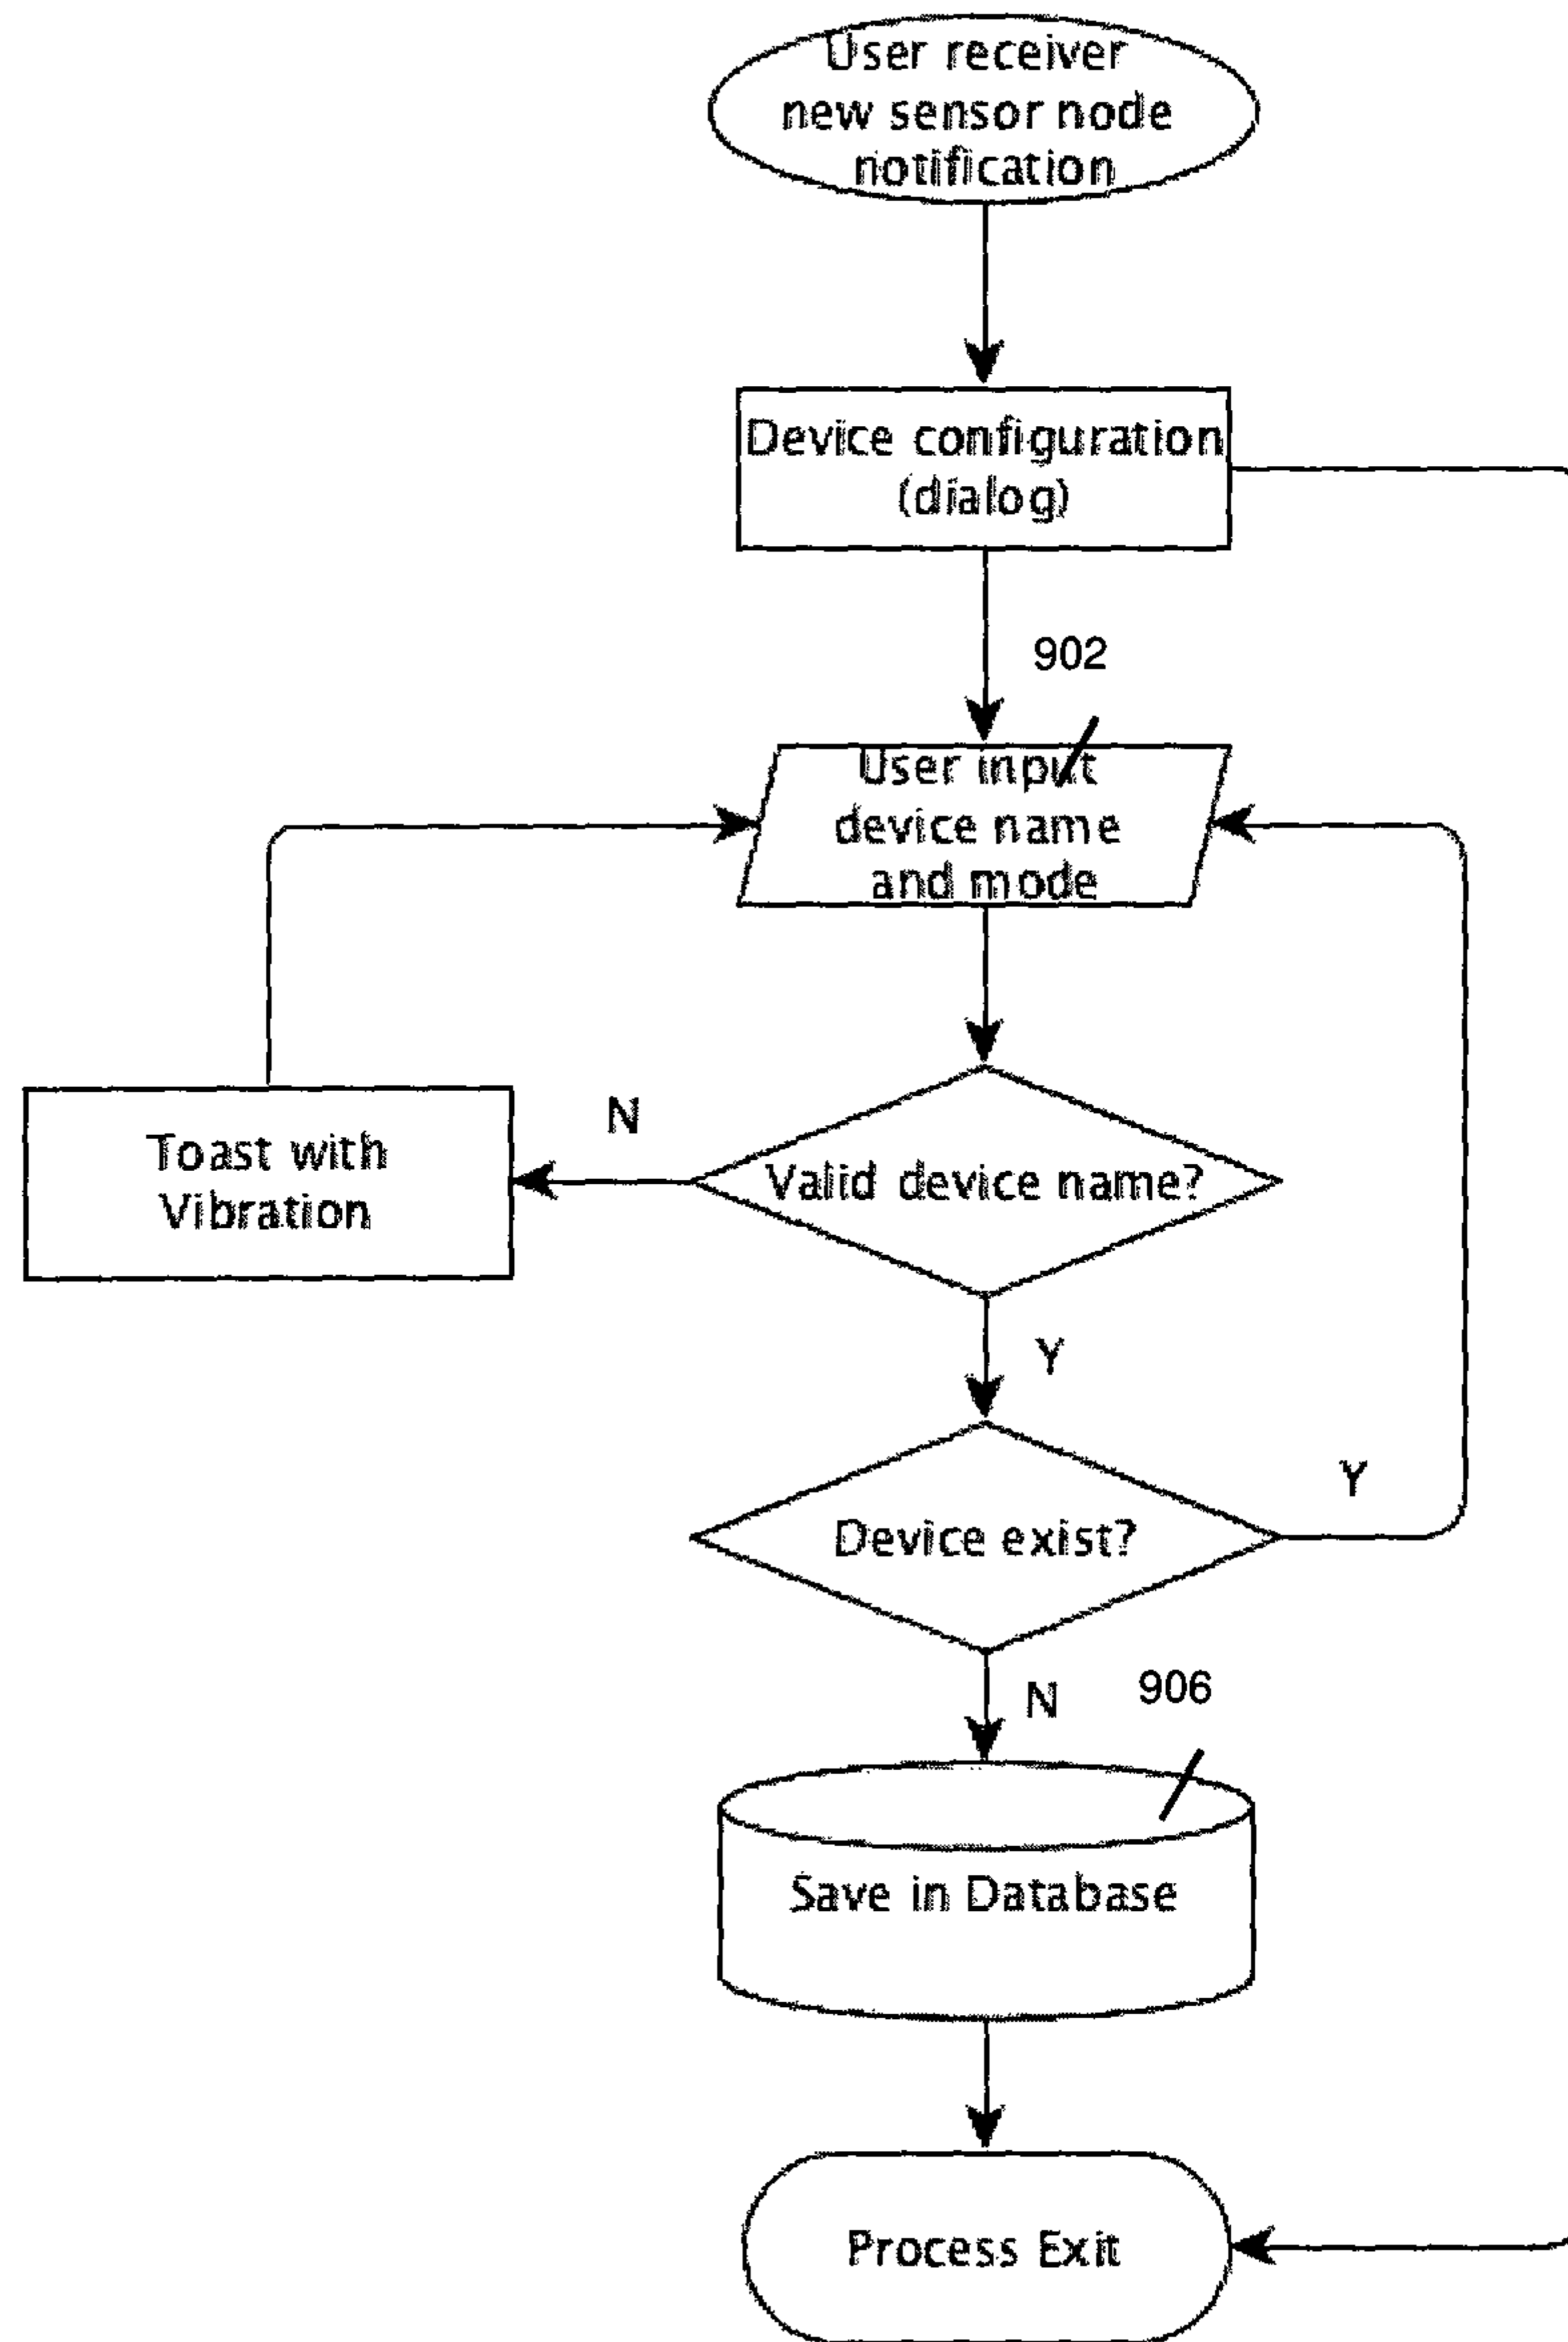 User receiver
new sensor node
notification
Device configuration
(dialog)
902
User input
device name
and mode
N
Toast with
Vibration
Valid device name?
Y
Y
Device exist?
N
906
Save in Database
Process Exit